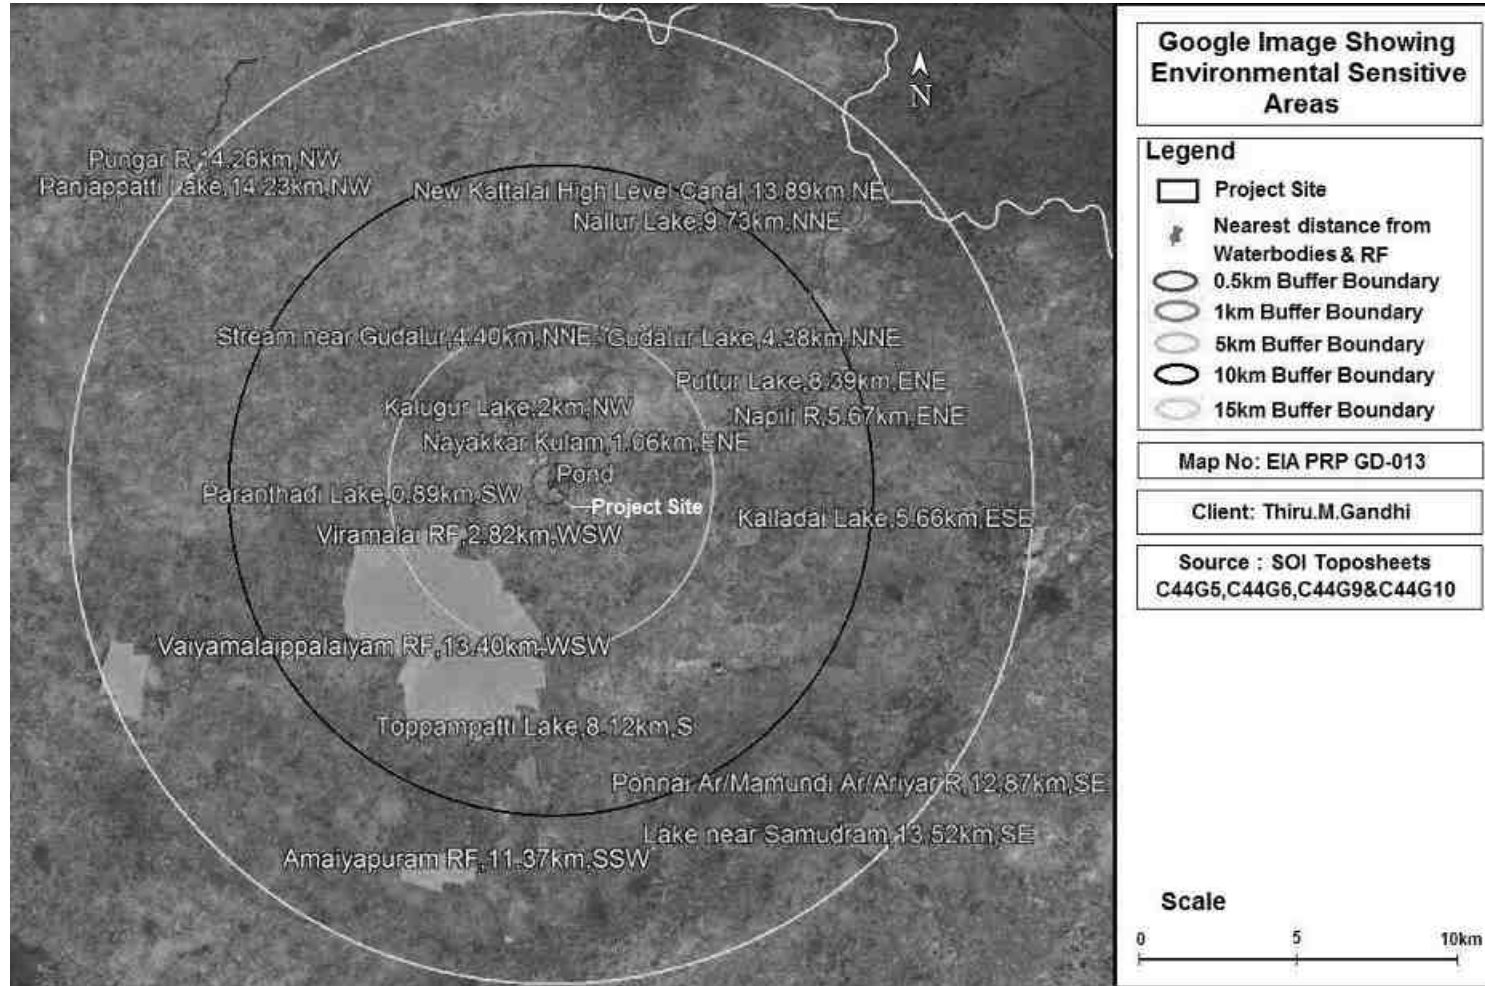 Pungar R,14.26km,NW
Ranjappatti Lake,14.23km,NW
New Kattalai High Level Canal,13.89km,NE
Nallur Lake,9.73km,NNE
Stream near Gudalur,4.40km,NNE
Gudalur Lake,4.38km,NNE
Puttur Lake,8.39km,ENE
Kalugur Lake,2km,NW
Napili R,5.67km,ENE
Nayakkar Kulam,1.06km,ENE
Pond
Paranthadi Lake,0.89km,SW
Project Site
Kalladai Lake,5.66km,ESE
Viramalai RF,2.82km,WSW
Vaiyamalaippalaiyam RF,13.40km,WSW
Toppampatti Lake,8.12km,S
Ponnai Ar/Mamundi Ar/Ariyar R,12.87km,SE
Lake near Samudram,13.52km,SE
Amaiyapuram RF,11.37km,SSW
N
Google Image Showing
Environmental Sensitive
Areas
Legend
Project Site
Nearest distance from
Waterbodies & RF
0.5km Buffer Boundary
1km Buffer Boundary
5km Buffer Boundary
10km Buffer Boundary
15km Buffer Boundary
Map No: EIA PRP GD-013
Client: Thiru.M.Gandhi
Source : SOI Toposheets
C44G5,C44G6,C44G9&C44G10
Scale
0 5 10km